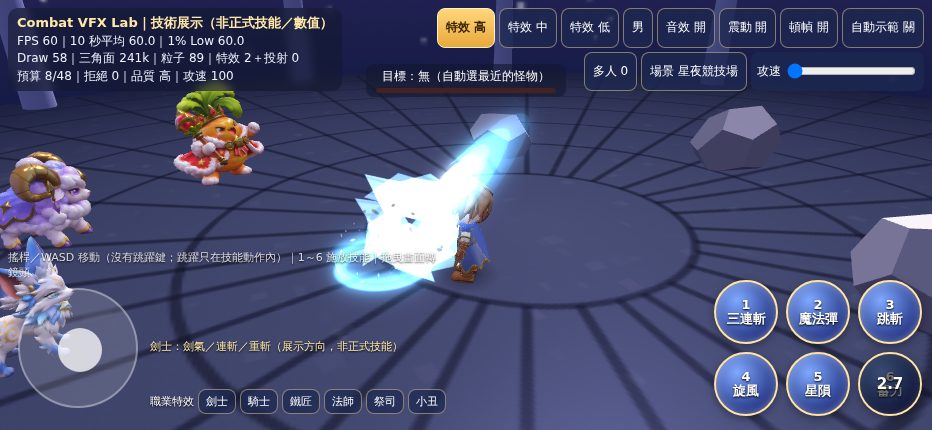 Combat VFX Lab｜技術展示（非正式技能／數值）
FPS 60｜10 秒平均 60.0｜1% Low 60.0
Draw 58｜三角面 241k｜粒子 89｜特效 2＋投射 0
預算 8/48｜拒絕 0｜品質 高｜攻速 100
特效 高
特效 中
特效 低
男
音效 開
震動 開
頓幀 開
自動示範 關
目標：無（自動選最近的怪物）
多人 0
場景 星夜競技場
攻速
搖桿／WASD 移動（沒有跳躍鍵；跳躍只在技能動作內）｜1～6 施放技能｜拖曳畫面轉
鏡頭
1
三連斬
2
魔法彈
3
跳斬
劍士：劍氣／連斬／重斬（展示方向，非正式技能）
4
旋風
5
星隕
2.7
職業特效
劍士
騎士
鐵匠
法師
祭司
小丑